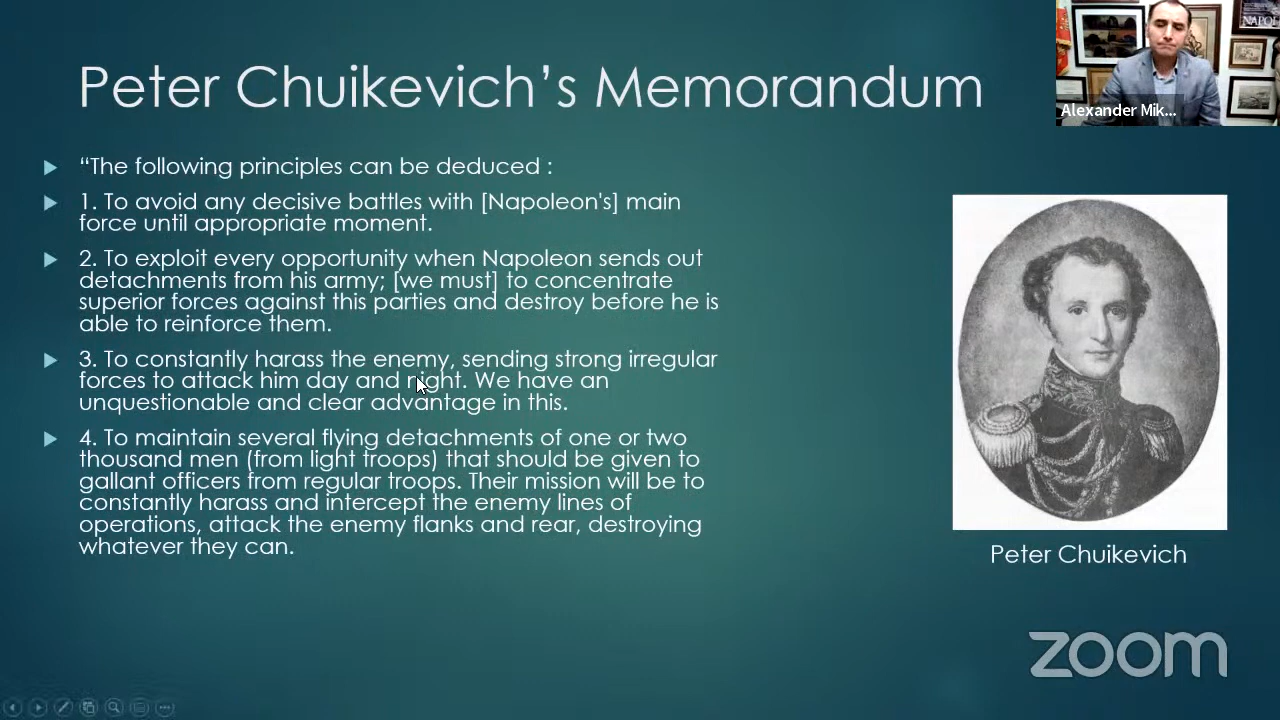 Peter Chuikevich's Memorandum
Alexander Mik...
NAPOL
“The following principles can be deduced :
1. To avoid any decisive battles with [Napoleon's] main
force until appropriate moment.
2. To exploit every opportunity when Napoleon sends out
detachments from his army; [we must] to concentrate
superior forces against this parties and destroy before he is
able to reinforce them.
3. To constantly harass the enemy, sending strong irregular
forces to attack him day and night. We have an
unquestionable and clear advantage in this.
4. To maintain several flying detachments of one or two
thousand men (from light troops) that should be given to
gallant officers from regular troops. Their mission will be to
constantly harass and intercept the enemy lines of
operations, attack the enemy flanks and rear, destroying
whatever they can.
Peter Chuikevich
zoom